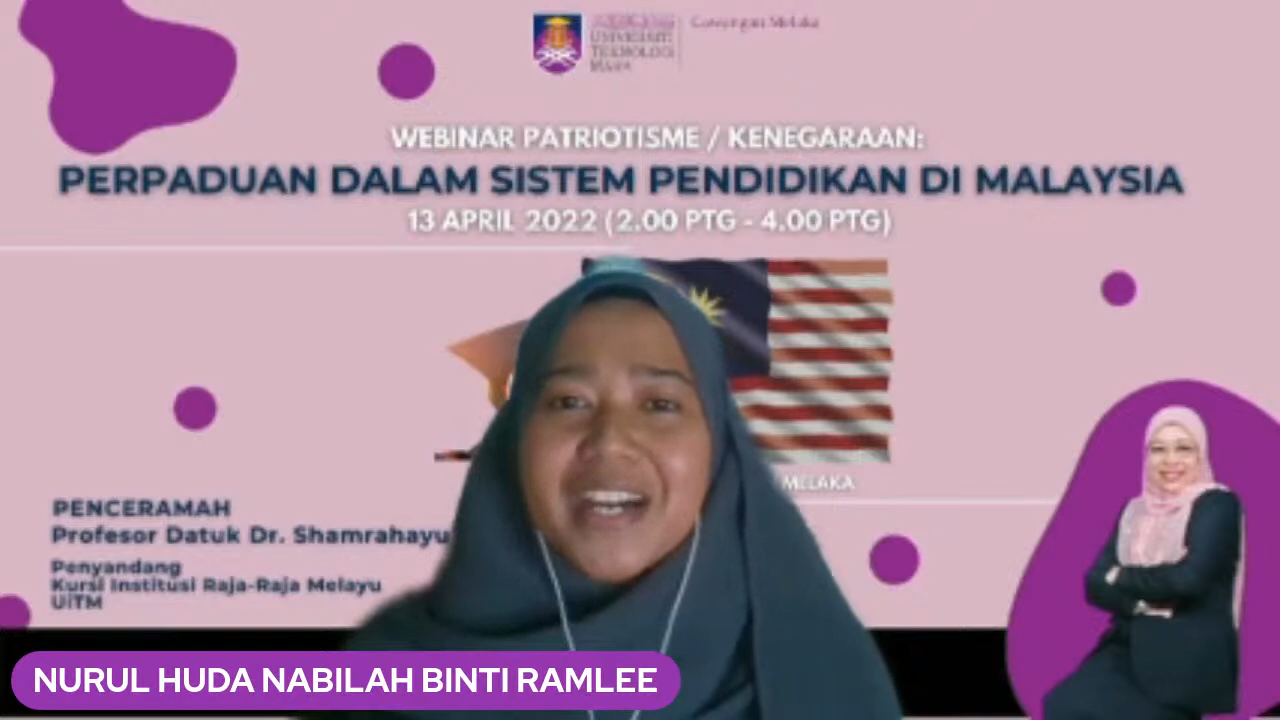 UNIVERSITI
TEKNOLOGI
MARA
Cawangan Melaka
WEBINAR PATRIOTISME / KENEGARAAN:
PERPADUAN DALAM SISTEM PENDIDIKAN DI MALAYSIA
13 APRIL 2022 (2.00 PTG - 4.00 PTG)
MELAKA
PENCERAMAH
Profesor Datuk Dr. Shamrahayu
Penyandang
Kursi Institusi Raja-Raja Melayu
UiTM
NURUL HUDA NABILAH BINTI RAMLEE